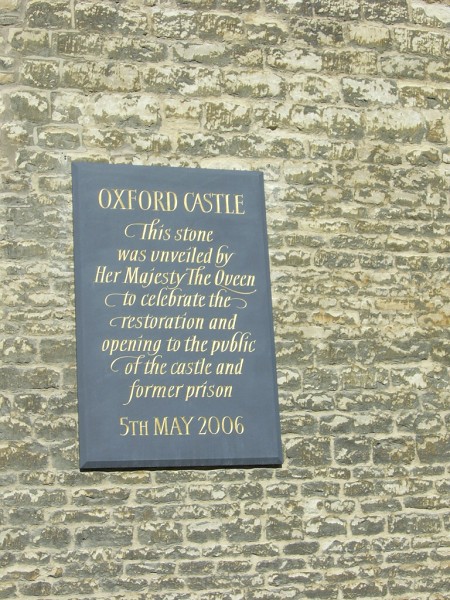 OXFORD CASTLE
This stone
was unveiled by
Her Majesty The Queen
to celebrate the
restoration and
opening to the public
of the castle and
former prison
5TH MAY 2006